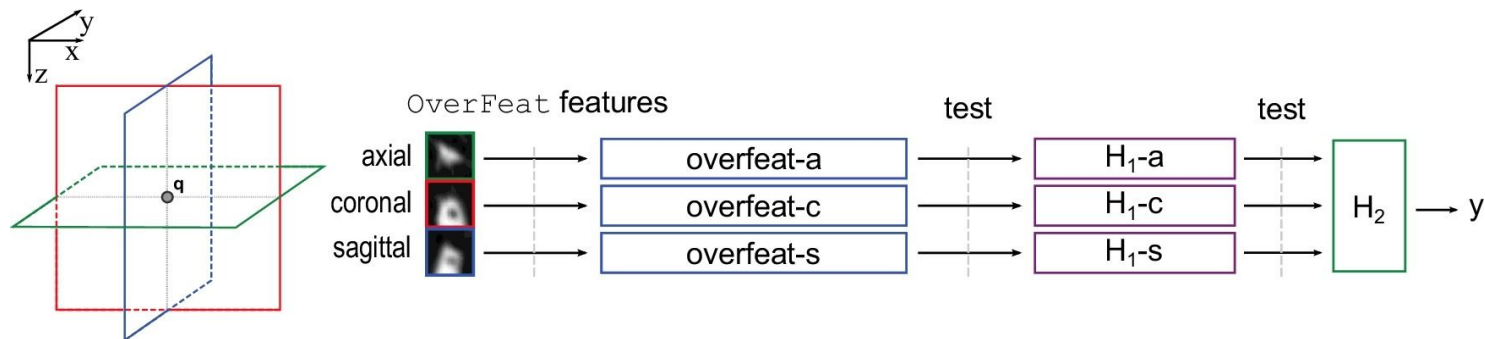 y
x
z
q
OverFeat features
test
test
axial
overfeat-a
H₁-a
coronal
overfeat-c
H₁-c
H₂
y
sagittal
overfeat-s
H₁-s